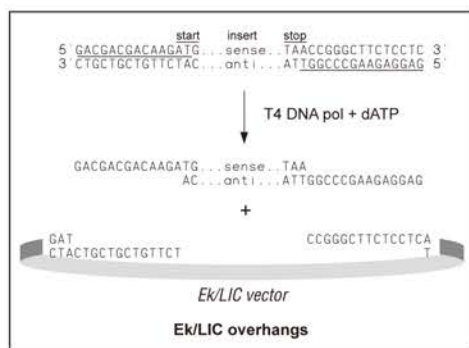 start insert stop
5' GACGACGACAAGATG...sense...TAACCGGGCTTCTCCTC 3'
3' CTGCTGCTGTTCTAC...anti...ATTGGCCCGAAGAGGAG 5'
T4 DNA pol + dATP
GACGACGACAAGATG...sense...TAA
AC...anti...ATTGGCCCGAAGAGGAG
+
GAT CCGGGCTTCTCCTCA
CTACTGCTGCTGTTCT T
Ek/LIC vector
Ek/LIC overhangs